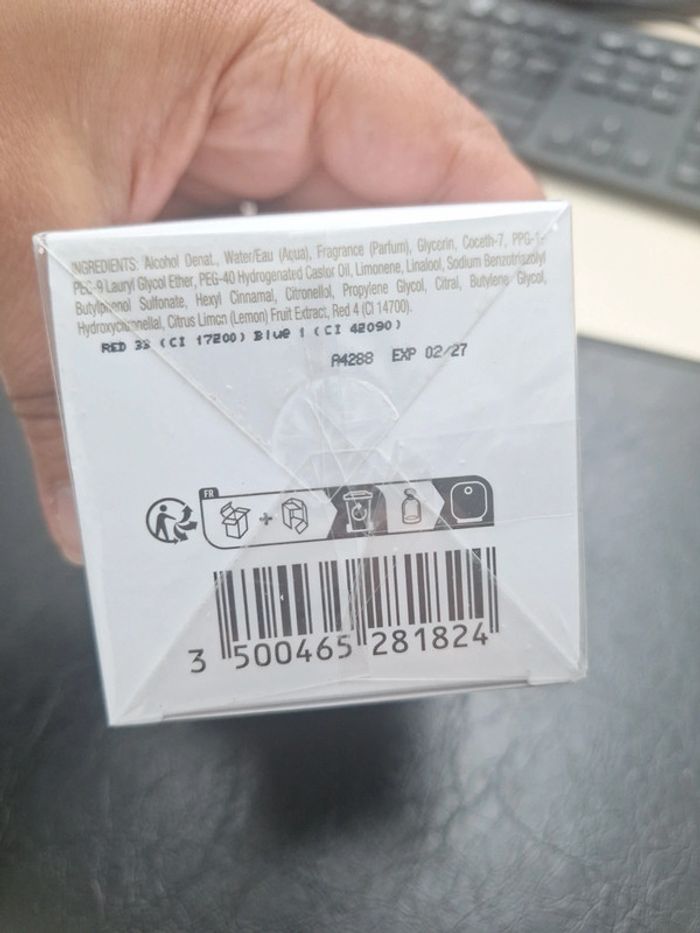 INGREDIENTS: Alcohol Denat., Water/Eau (Aqua), Fragrance (Parfum), Glycerin, Coceth-7, PPG-1-
PEG-9 Lauryl Glycol Ether, PEG-40 Hydrogenated Castor Oil, Limonene, Linalool, Sodium Benzotriazolyl
Butylphenol Sulfonate, Hexyl Cinnamal, Citronellol, Propylene Glycol, Citral, Butylene Glycol,
Hydroxycitronellal, Citrus Limon (Lemon) Fruit Extract, Red 4 (CI 14700).
RED 33 (CI 17200) Blue 1 (CI 42090)
A4288 EXP 02/27
FR
3 500465 281824